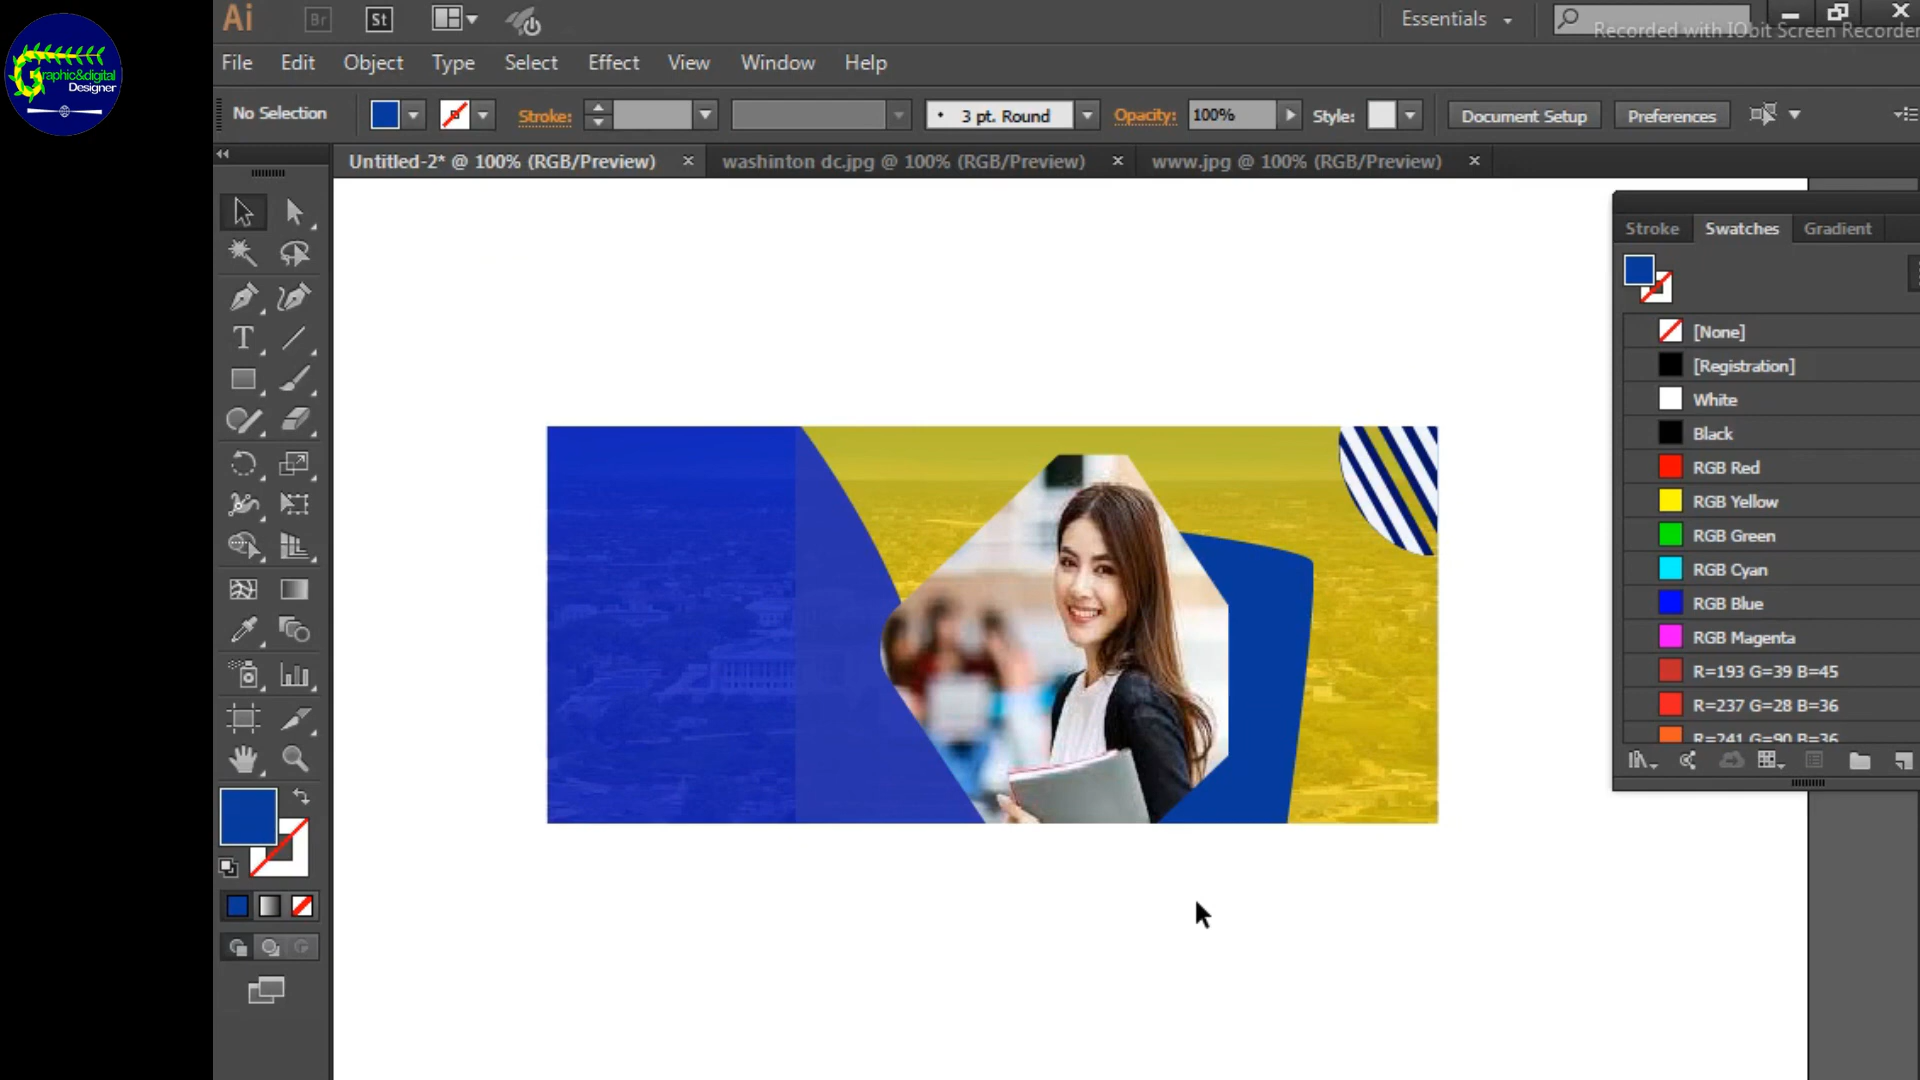 Graphic&digital
Designer
Ai
Br
St
Essentials
Recorded with IObit Screen Recorder
File Edit Object Type Select Effect View Window Help
No Selection
Stroke:
3 pt. Round
Opacity:
100%
Style:
Document Setup
Preferences
Untitled-2* @ 100% (RGB/Preview)
washinton dc.jpg @ 100% (RGB/Preview)
www.jpg @ 100% (RGB/Preview)
T
Stroke Swatches Gradient
[None]
[Registration]
White
Black
RGB Red
RGB Yellow
RGB Green
RGB Cyan
RGB Blue
RGB Magenta
R=193 G=39 B=45
R=237 G=28 B=36
R=241 G=90 B=36